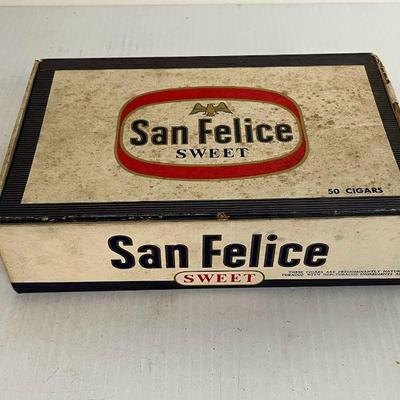 San Felice
SWEET
50 CIGARS
San Felice
SWEET
THESE CIGARS ARE PREDOMINANTLY NATURAL
TOBACCO WITH NON-TOBACCO INGREDIENTS